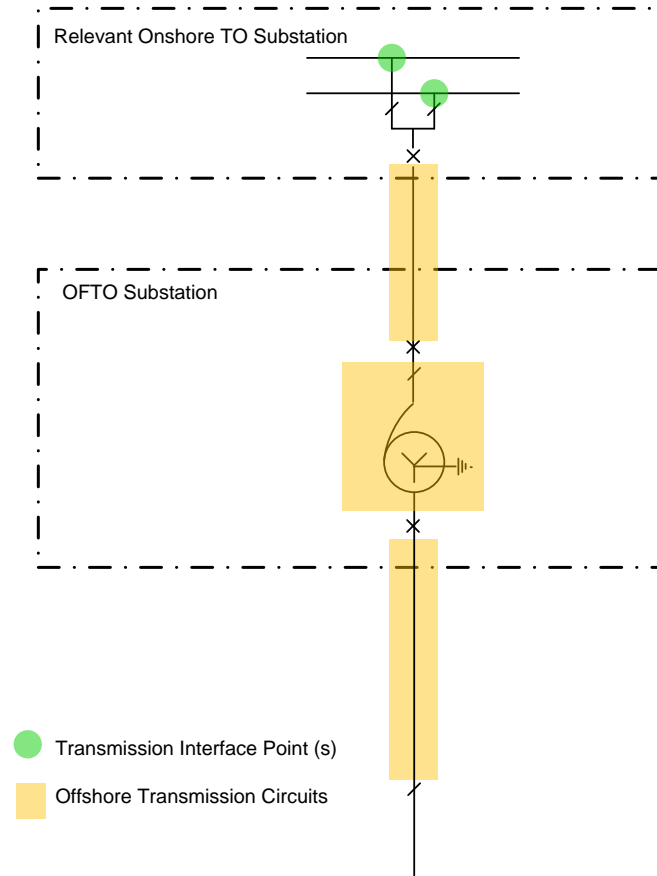 Relevant Onshore TO Substation
OFTO Substation
Transmission Interface Point (s)
Offshore Transmission Circuits